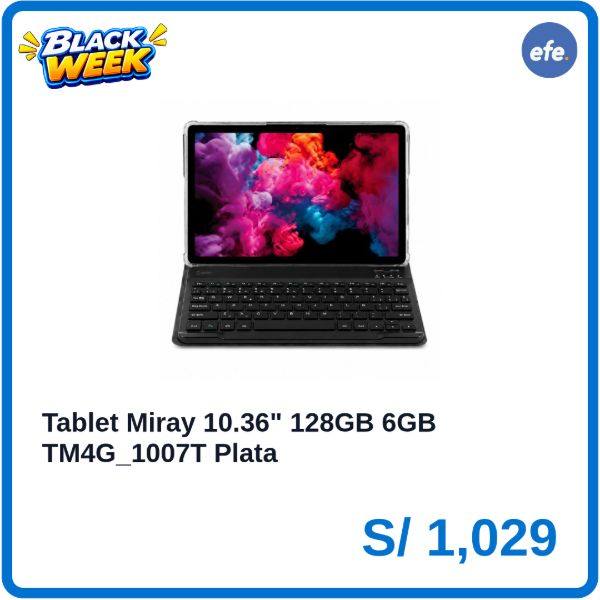 BLACK
WEEK
efe.
Tablet Miray 10.36" 128GB 6GB
TM4G_1007T Plata
S/ 1,029